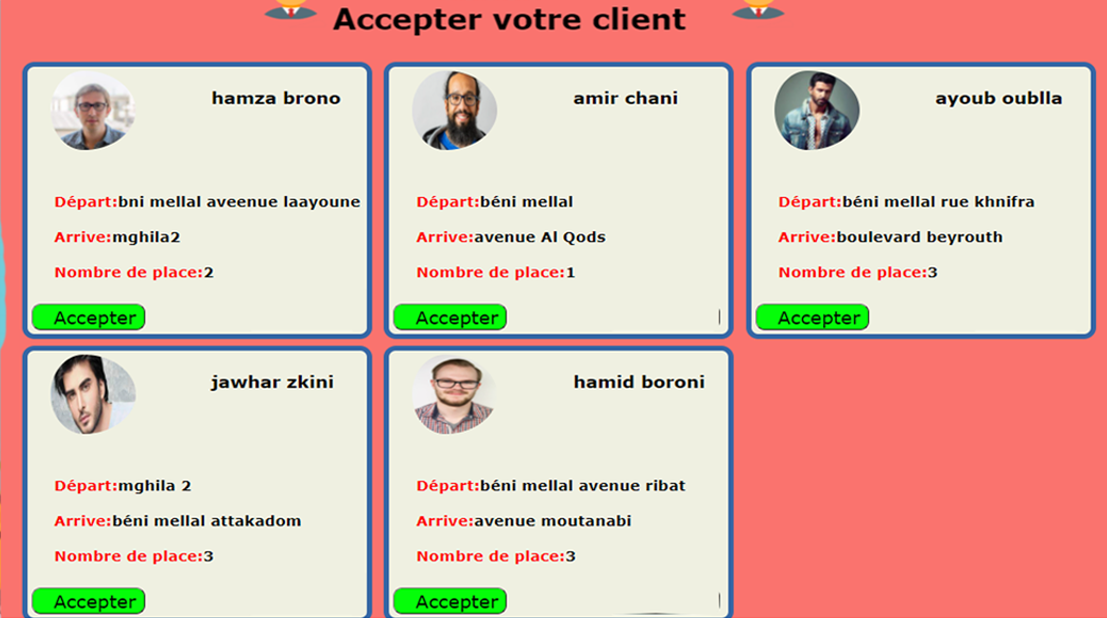 Accepter votre client
hamza brono
Départ:bni mellal aveenue laayoune
Arrive:mghila2
Nombre de place:2
Accepter
amir chani
Départ:béni mellal
Arrive:avenue Al Qods
Nombre de place:1
Accepter
ayoub oublla
Départ:béni mellal rue khnifra
Arrive:boulevard beyrouth
Nombre de place:3
Accepter
jawhar zkini
Départ:mghila 2
Arrive:béni mellal attakadom
Nombre de place:3
Accepter
hamid boroni
Départ:béni mellal avenue ribat
Arrive:avenue moutanabi
Nombre de place:3
Accepter